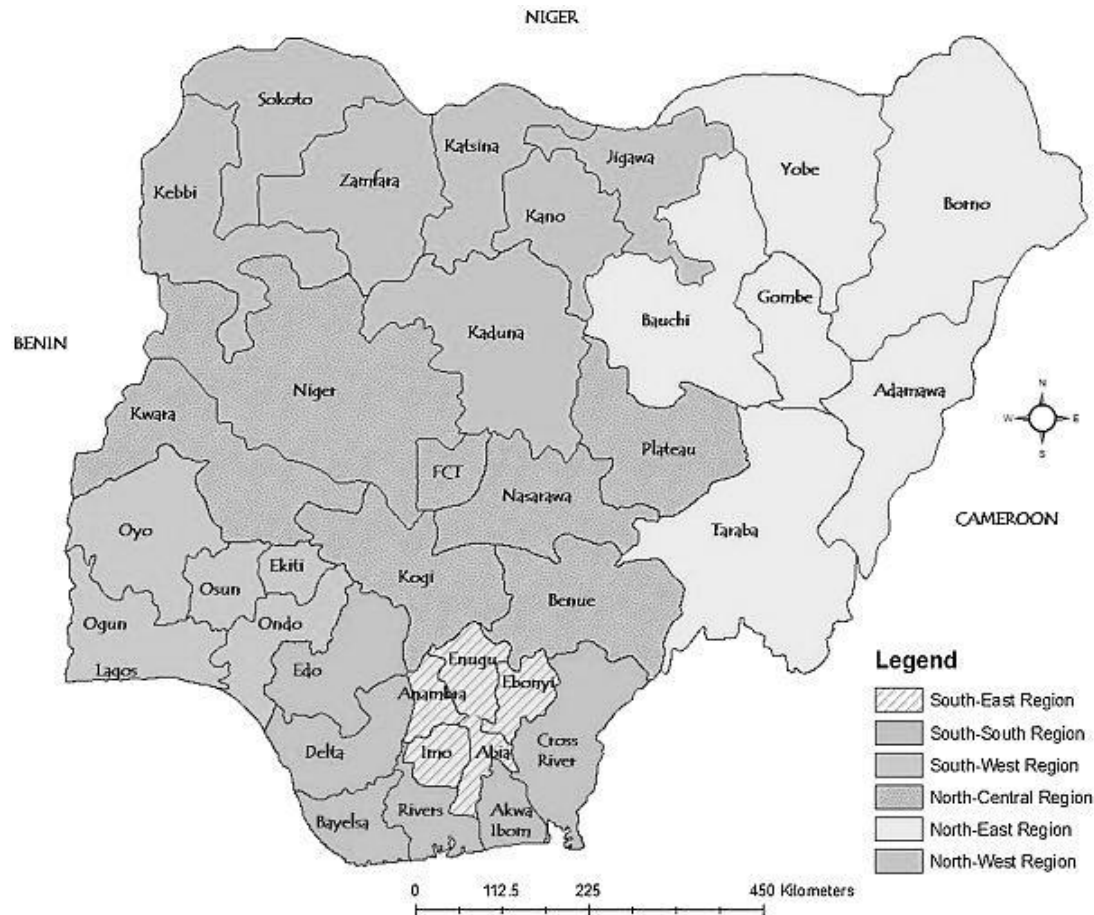 NIGER
Sokoto
Katsina
Jigawa
Yobe
Zamfara
Kebbi
Borno
Kano
Gombe
Bauchi
Kaduna
BENIN
Niger
Adamawa
Kwara
N
W E
S
Plateau
FCT
Nasarawa
CAMEROON
Oyo
Taraba
Ekiti
Kogi
Osun
Benue
Ogun
Ondo
Lagos
Edo
Enugu
Ebonyi
Anambra
Delta
Imo
Abia
Cross
River
Bayelsa
Rivers
Akwa
Ibom
Legend
South-East Region
South-South Region
South-West Region
North-Central Region
North-East Region
North-West Region
0 112.5 225 450 Kilometers